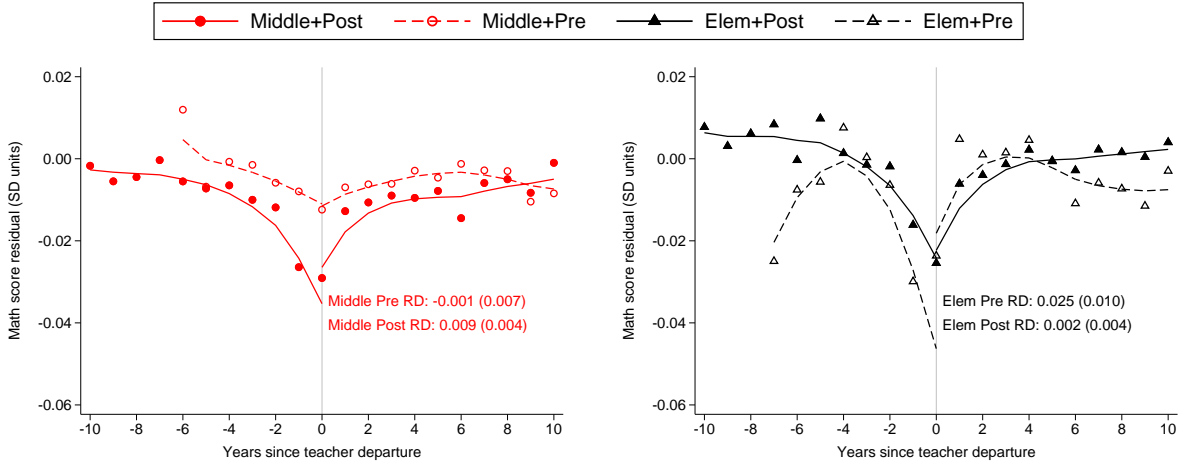 Middle+Post Middle+Pre Elem+Post Elem+Pre
0.02
0.00
-0.02
-0.04
-0.06
Math score residual (SD units)
Middle Pre RD: -0.001 (0.007)
Middle Post RD: 0.009 (0.004)
-10 -8 -6 -4 -2 0 2 4 6 8 10
Years since teacher departure
0.02
0.00
-0.02
-0.04
-0.06
Math score residual (SD units)
Elem Pre RD: 0.025 (0.010)
Elem Post RD: 0.002 (0.004)
-10 -8 -6 -4 -2 0 2 4 6 8 10
Years since teacher departure